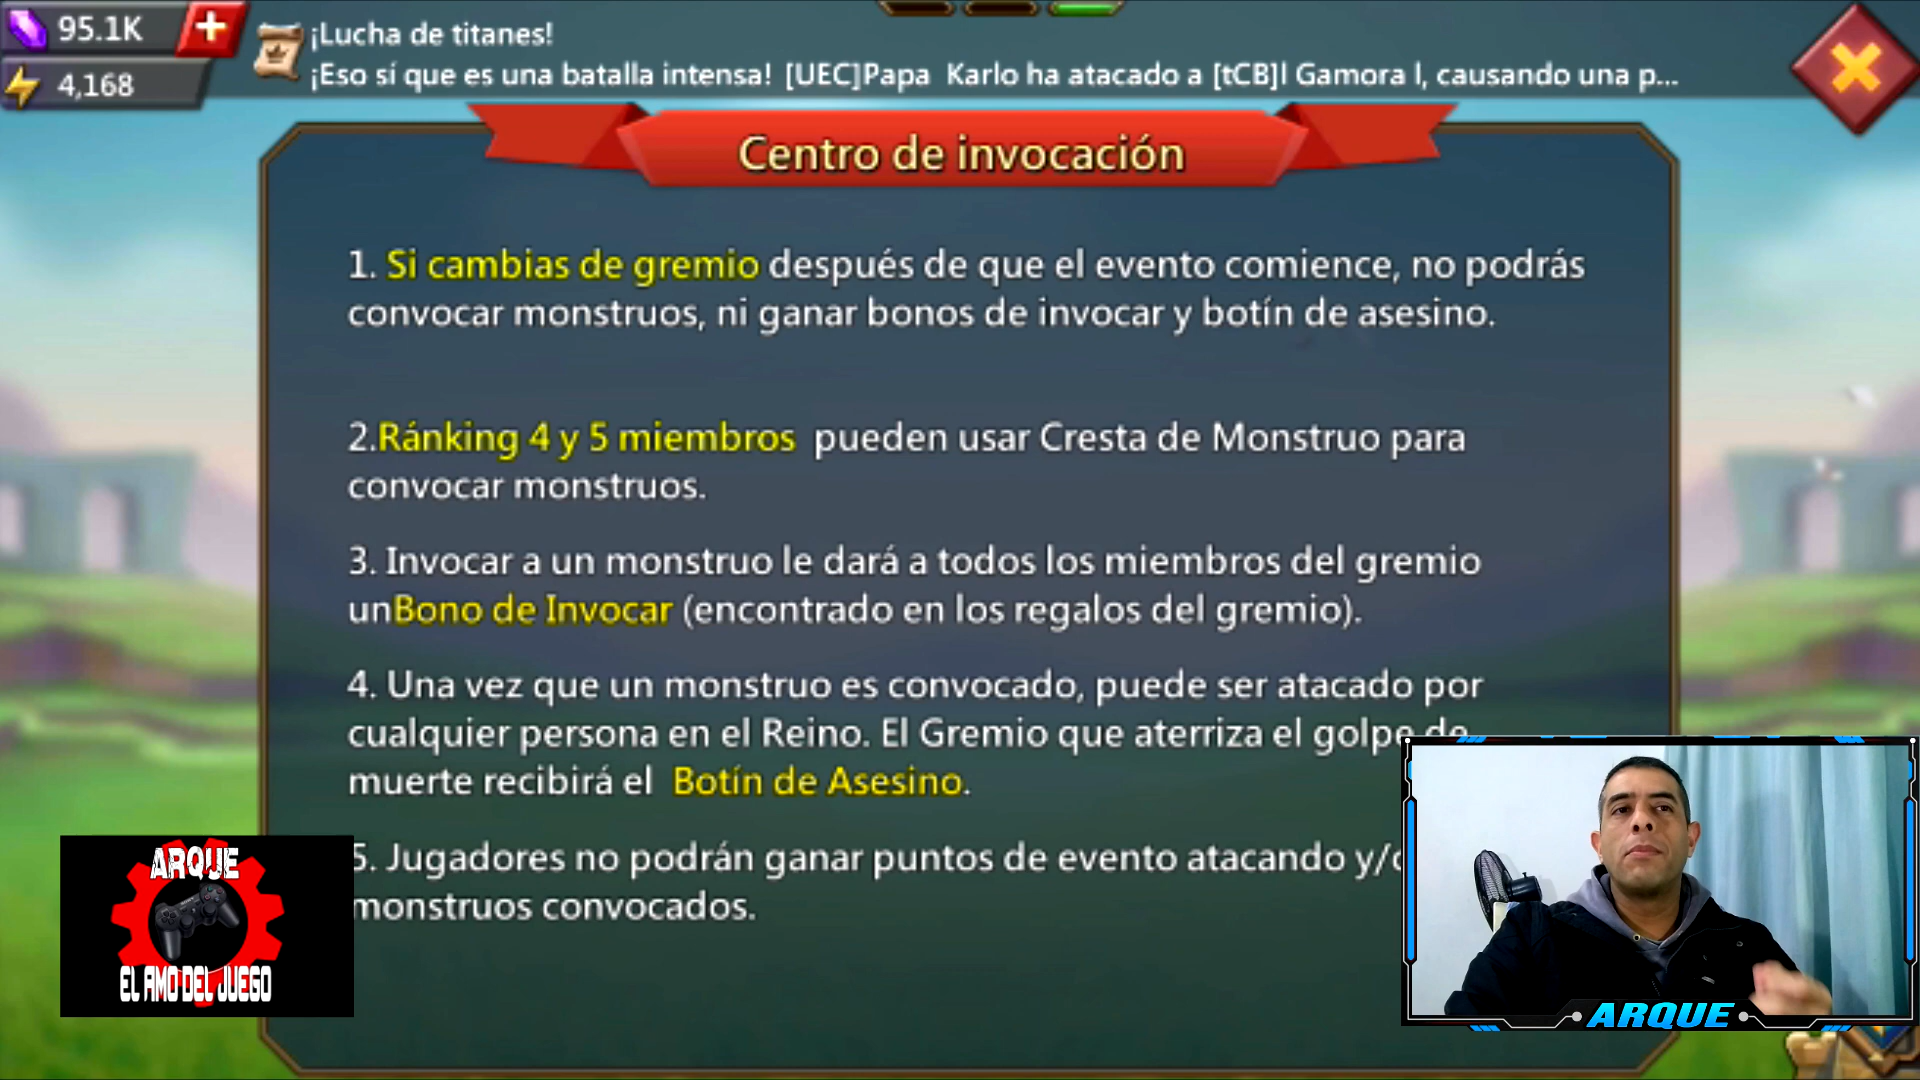 95.1K
4,168
¡Lucha de titanes!
¡Eso sí que es una batalla intensa! [UEC]Papa Karlo ha atacado a [tCB]l Gamora l, causando una p...
Centro de invocación
1. Si cambias de gremio después de que el evento comience, no podrás
convocar monstruos, ni ganar bonos de invocar y botín de asesino.
2.Ránking 4 y 5 miembros pueden usar Cresta de Monstruo para
convocar monstruos.
3. Invocar a un monstruo le dará a todos los miembros del gremio
unBono de Invocar (encontrado en los regalos del gremio).
4. Una vez que un monstruo es convocado, puede ser atacado por
cualquier persona en el Reino. El Gremio que aterriza el golpe de
muerte recibirá el Botín de Asesino.
5. Jugadores no podrán ganar puntos de evento atacando y/
monstruos convocados.
ARQUE
EL AMO DEL JUEGO
ARQUE